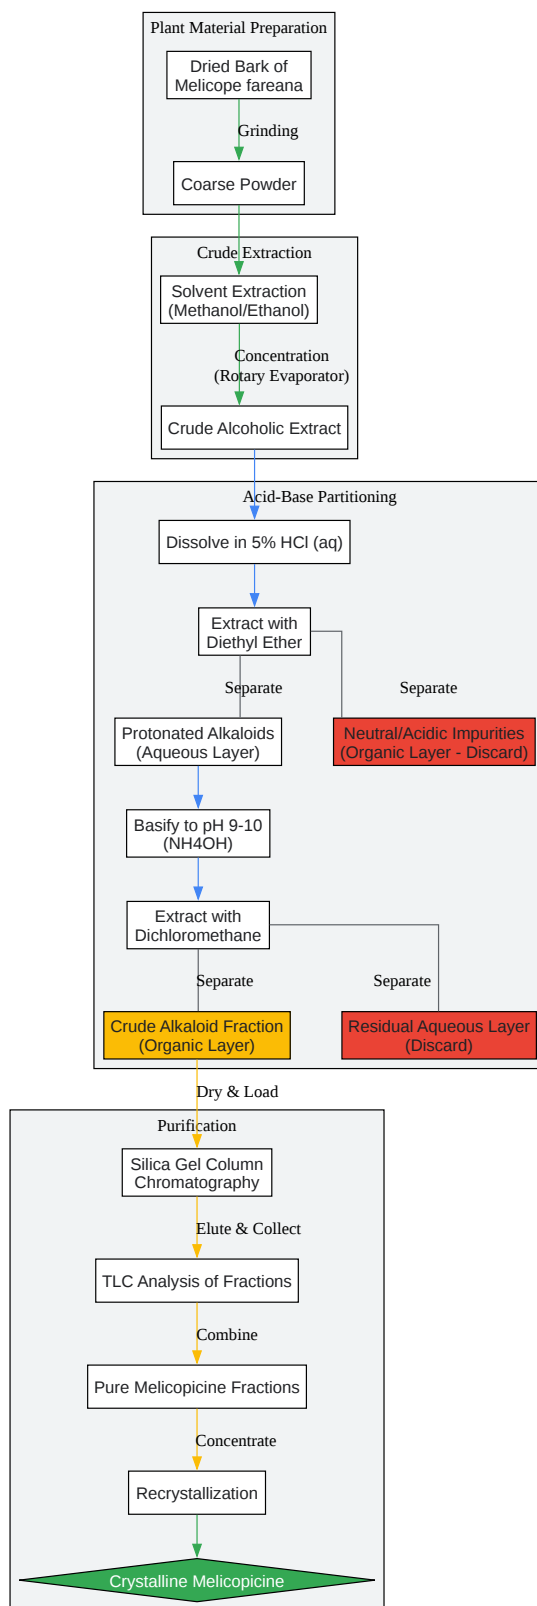 Plant Material Preparation
Dried Bark of
Melicope fareana
Grinding
Coarse Powder
Crude Extraction
Solvent Extraction
(Methanol/Ethanol)
Concentration
(Rotary Evaporator)
Crude Alcoholic Extract
Acid-Base Partitioning
Dissolve in 5% HCl (aq)
Extract with
Diethyl Ether
Separate
Separate
Protonated Alkaloids
(Aqueous Layer)
Neutral/Acidic Impurities
(Organic Layer - Discard)
Basify to pH 9-10
(NH4OH)
Extract with
Dichloromethane
Separate
Separate
Crude Alkaloid Fraction
(Organic Layer)
Residual Aqueous Layer
(Discard)
Dry & Load
Purification
Silica Gel Column
Chromatography
Elute & Collect
TLC Analysis of Fractions
Combine
Pure Melicopicine Fractions
Concentrate
Recrystallization
Crystalline Melicopicine